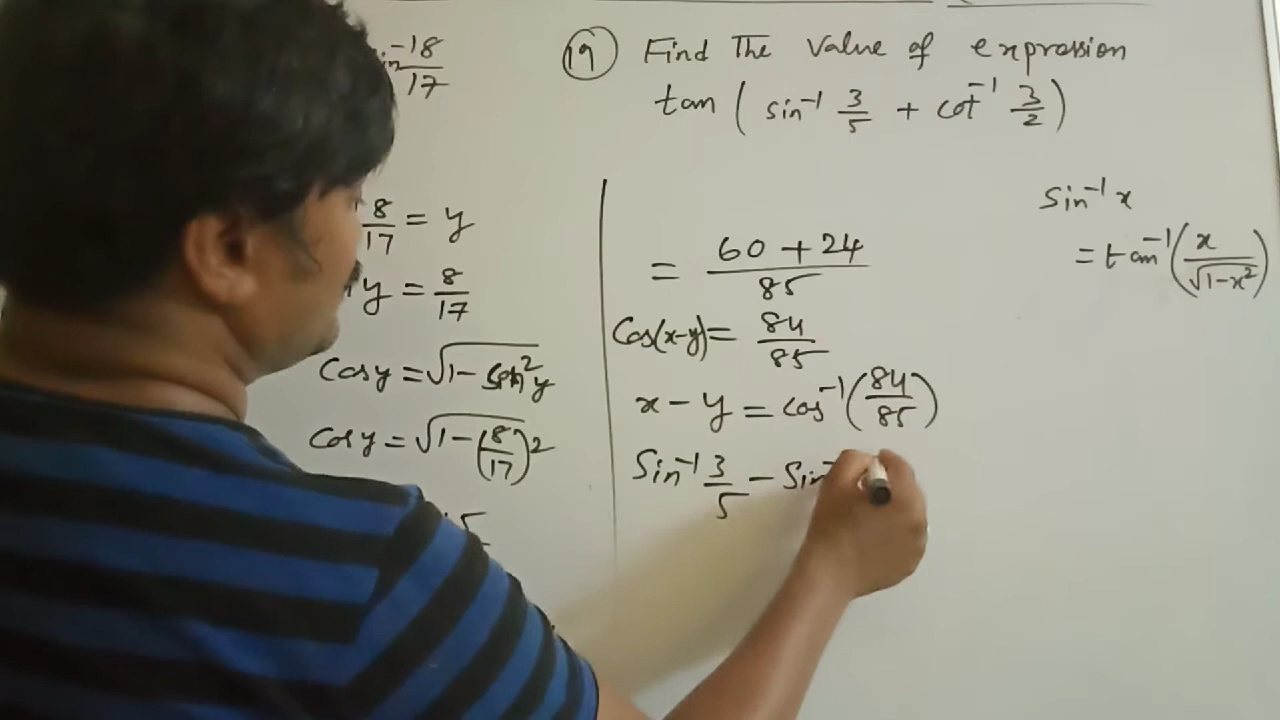 ⑲ Find The value of expression
tan ( sin⁻¹ 3/5 + cot⁻¹ 3/2 )
⁻¹ 8/17
8/17 = y
y = 8/17
Cos y = √(1 − sin² y)
Cos y = √(1 − (8/17)²)
= 60 + 24 / 85
Cos(x−y) = 84/85
x − y = cos⁻¹ (84/85)
Sin⁻¹ 3/5 − Sin⁻
Sin⁻¹ x
= tan⁻¹ ( x / √(1−x²) )